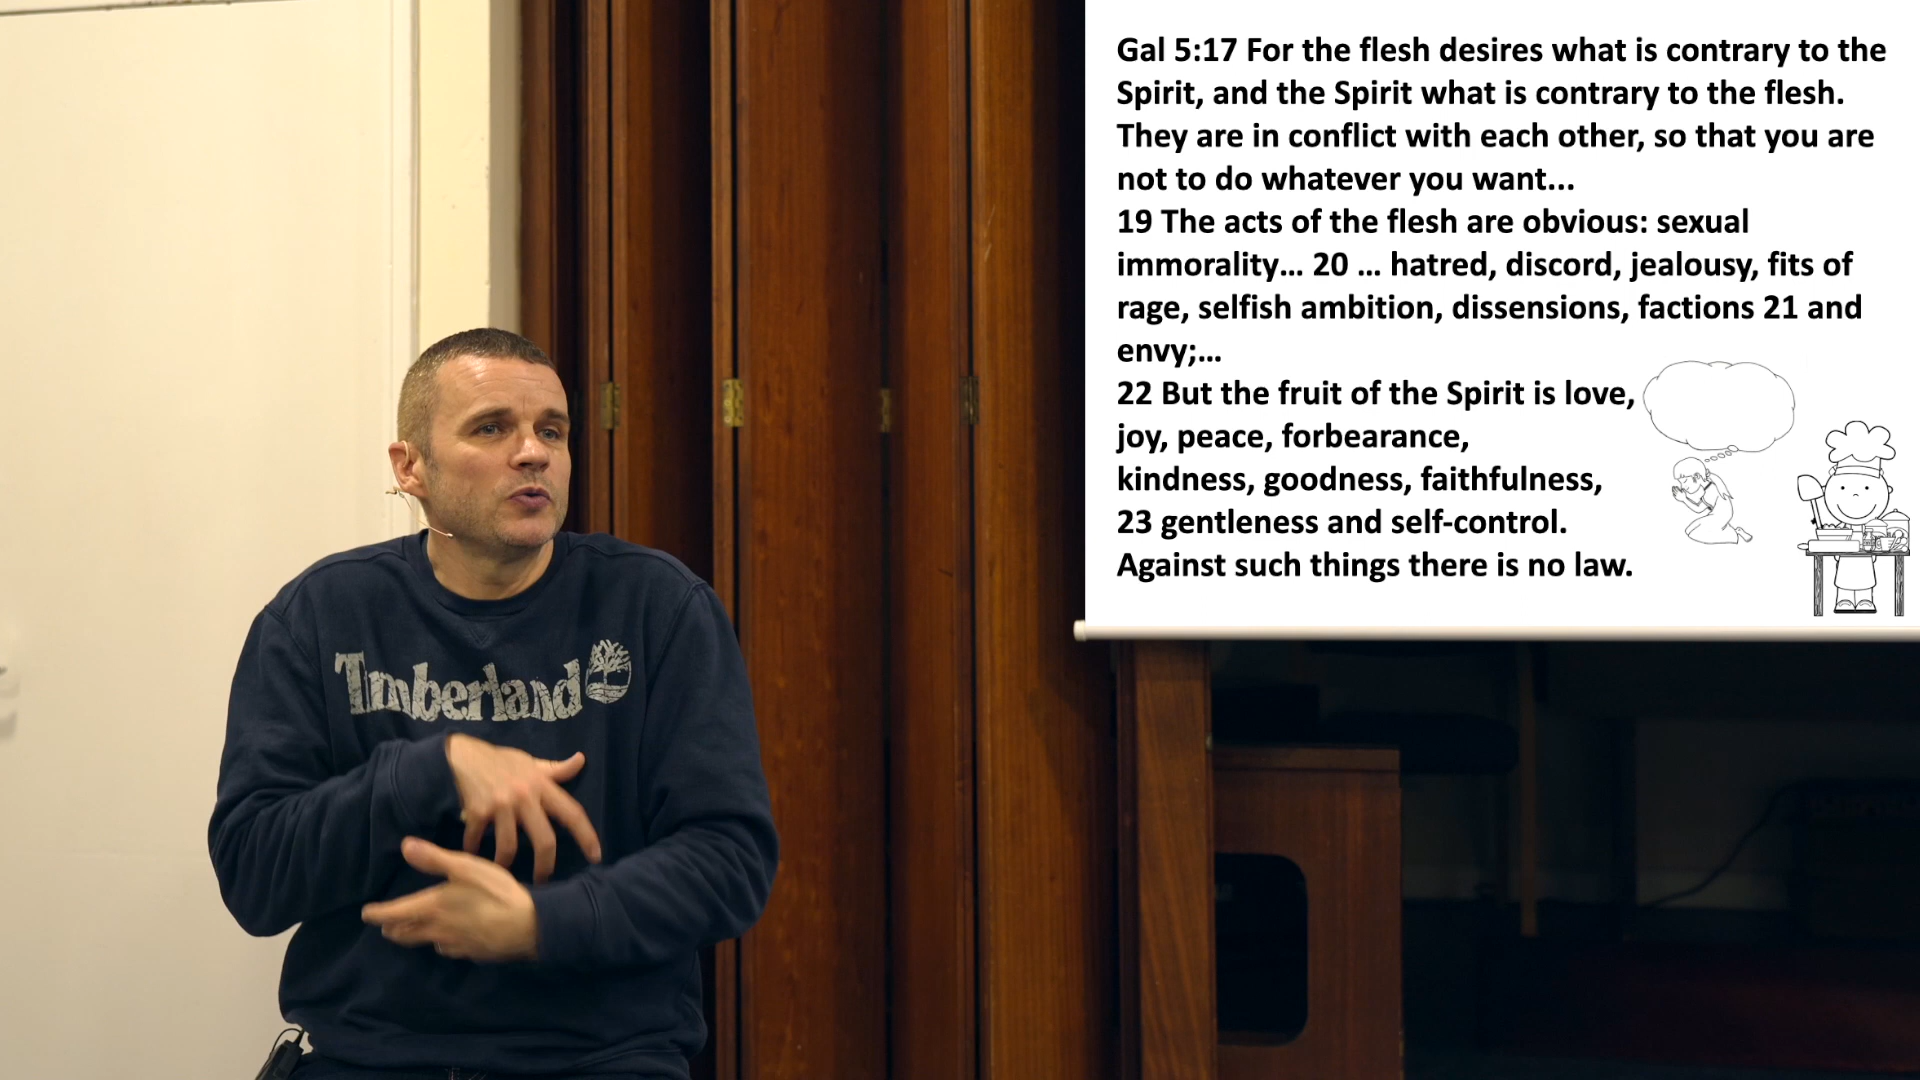 Gal 5:17 For the flesh desires what is contrary to the
Spirit, and the Spirit what is contrary to the flesh.
They are in conflict with each other, so that you are
not to do whatever you want...
19 The acts of the flesh are obvious: sexual
immorality... 20 ... hatred, discord, jealousy, fits of
rage, selfish ambition, dissensions, factions 21 and
envy;...
22 But the fruit of the Spirit is love,
joy, peace, forbearance,
kindness, goodness, faithfulness,
23 gentleness and self-control.
Against such things there is no law.
Timberland